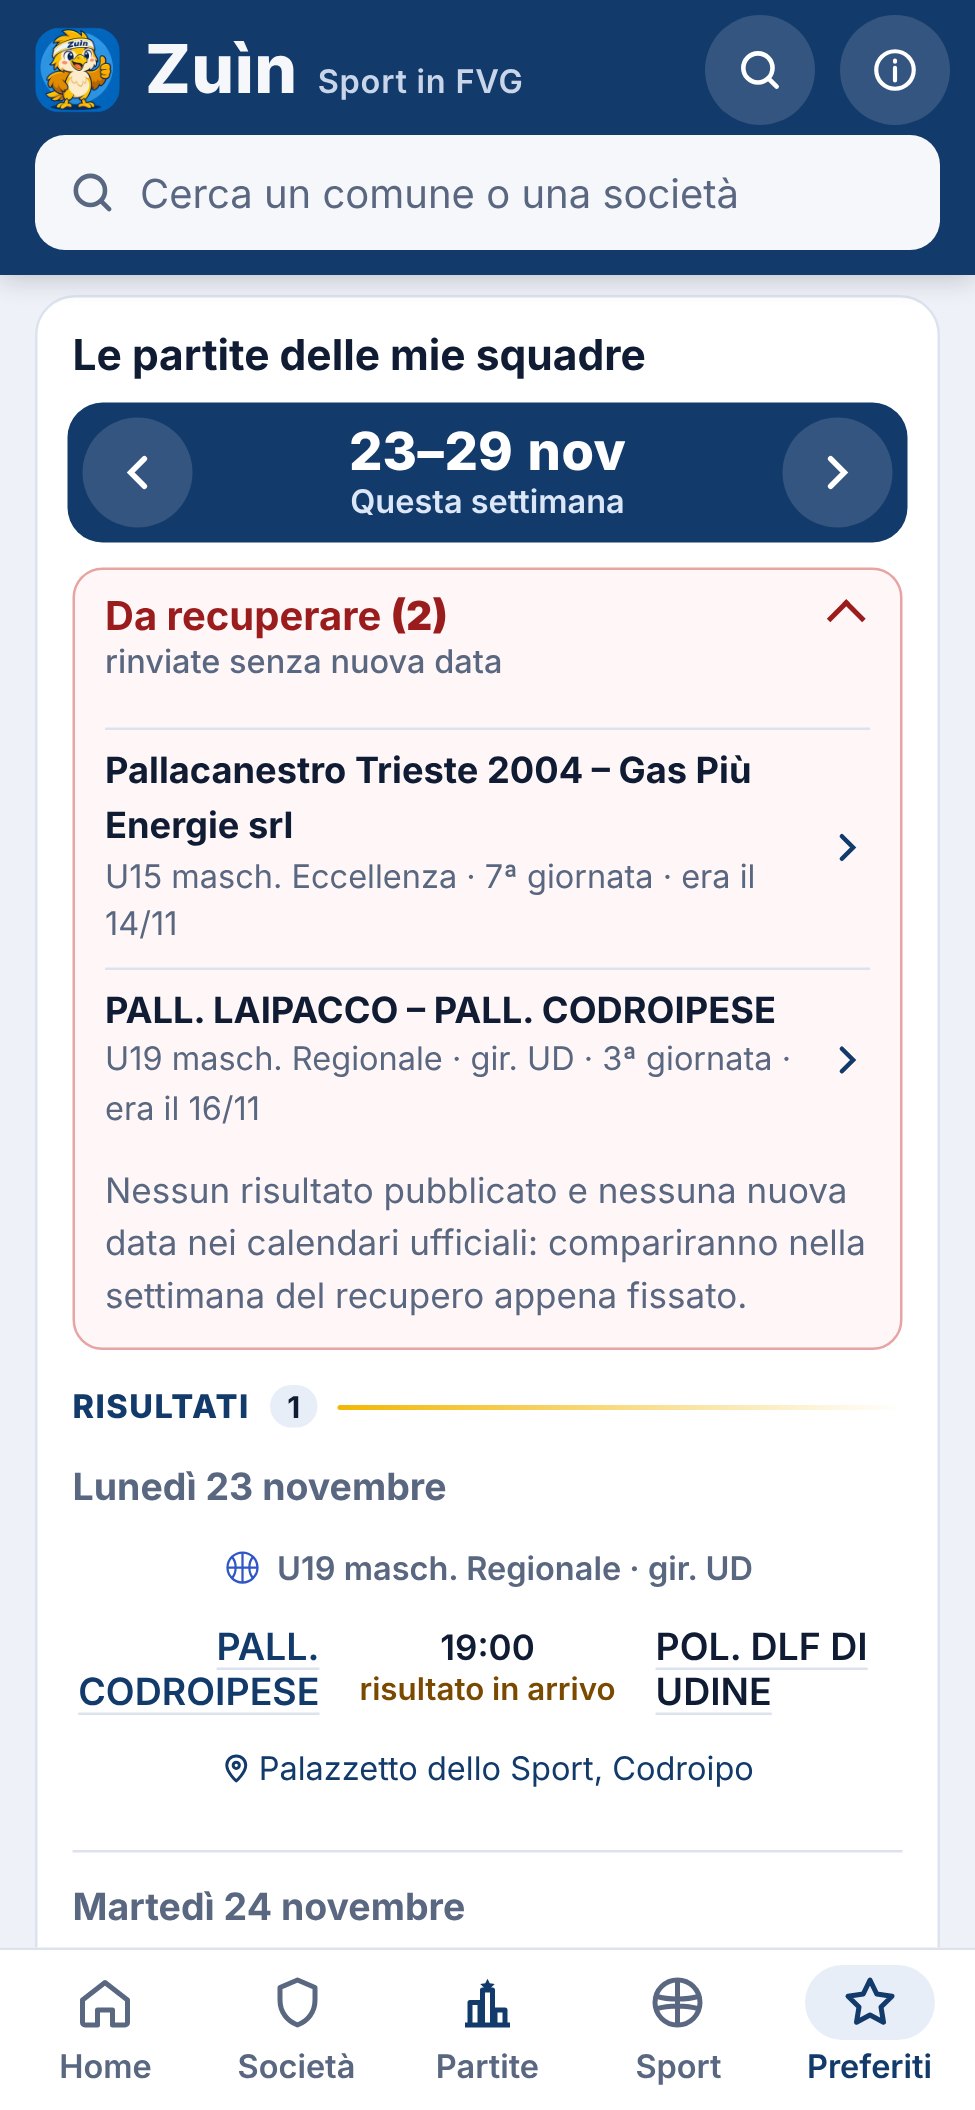 Zuìn
Zuìn Sport in FVG
Cerca un comune o una società
Le partite delle mie squadre
23–29 nov
Questa settimana
Da recuperare (2)
rinviate senza nuova data
Pallacanestro Trieste 2004 – Gas Più
Energie srl
U15 masch. Eccellenza · 7ª giornata · era il
14/11
PALL. LAIPACCO – PALL. CODROIPESE
U19 masch. Regionale · gir. UD · 3ª giornata ·
era il 16/11
Nessun risultato pubblicato e nessuna nuova
data nei calendari ufficiali: compariranno nella
settimana del recupero appena fissato.
RISULTATI 1
Lunedì 23 novembre
U19 masch. Regionale · gir. UD
PALL. CODROIPESE
19:00
risultato in arrivo
POL. DLF DI
UDINE
Palazzetto dello Sport, Codroipo
Martedì 24 novembre
Home Società Partite Sport Preferiti